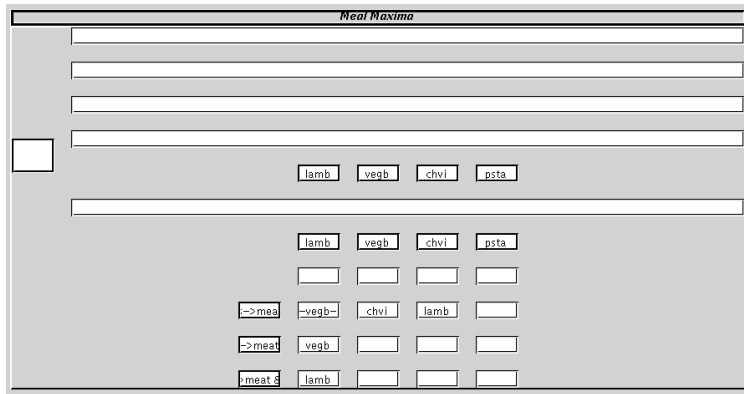 Meal Maxima
lamb vegb chvi psta
lamb vegb chvi psta
:->mea -vegb- chvi lamb
->meat vegb
>meat & lamb